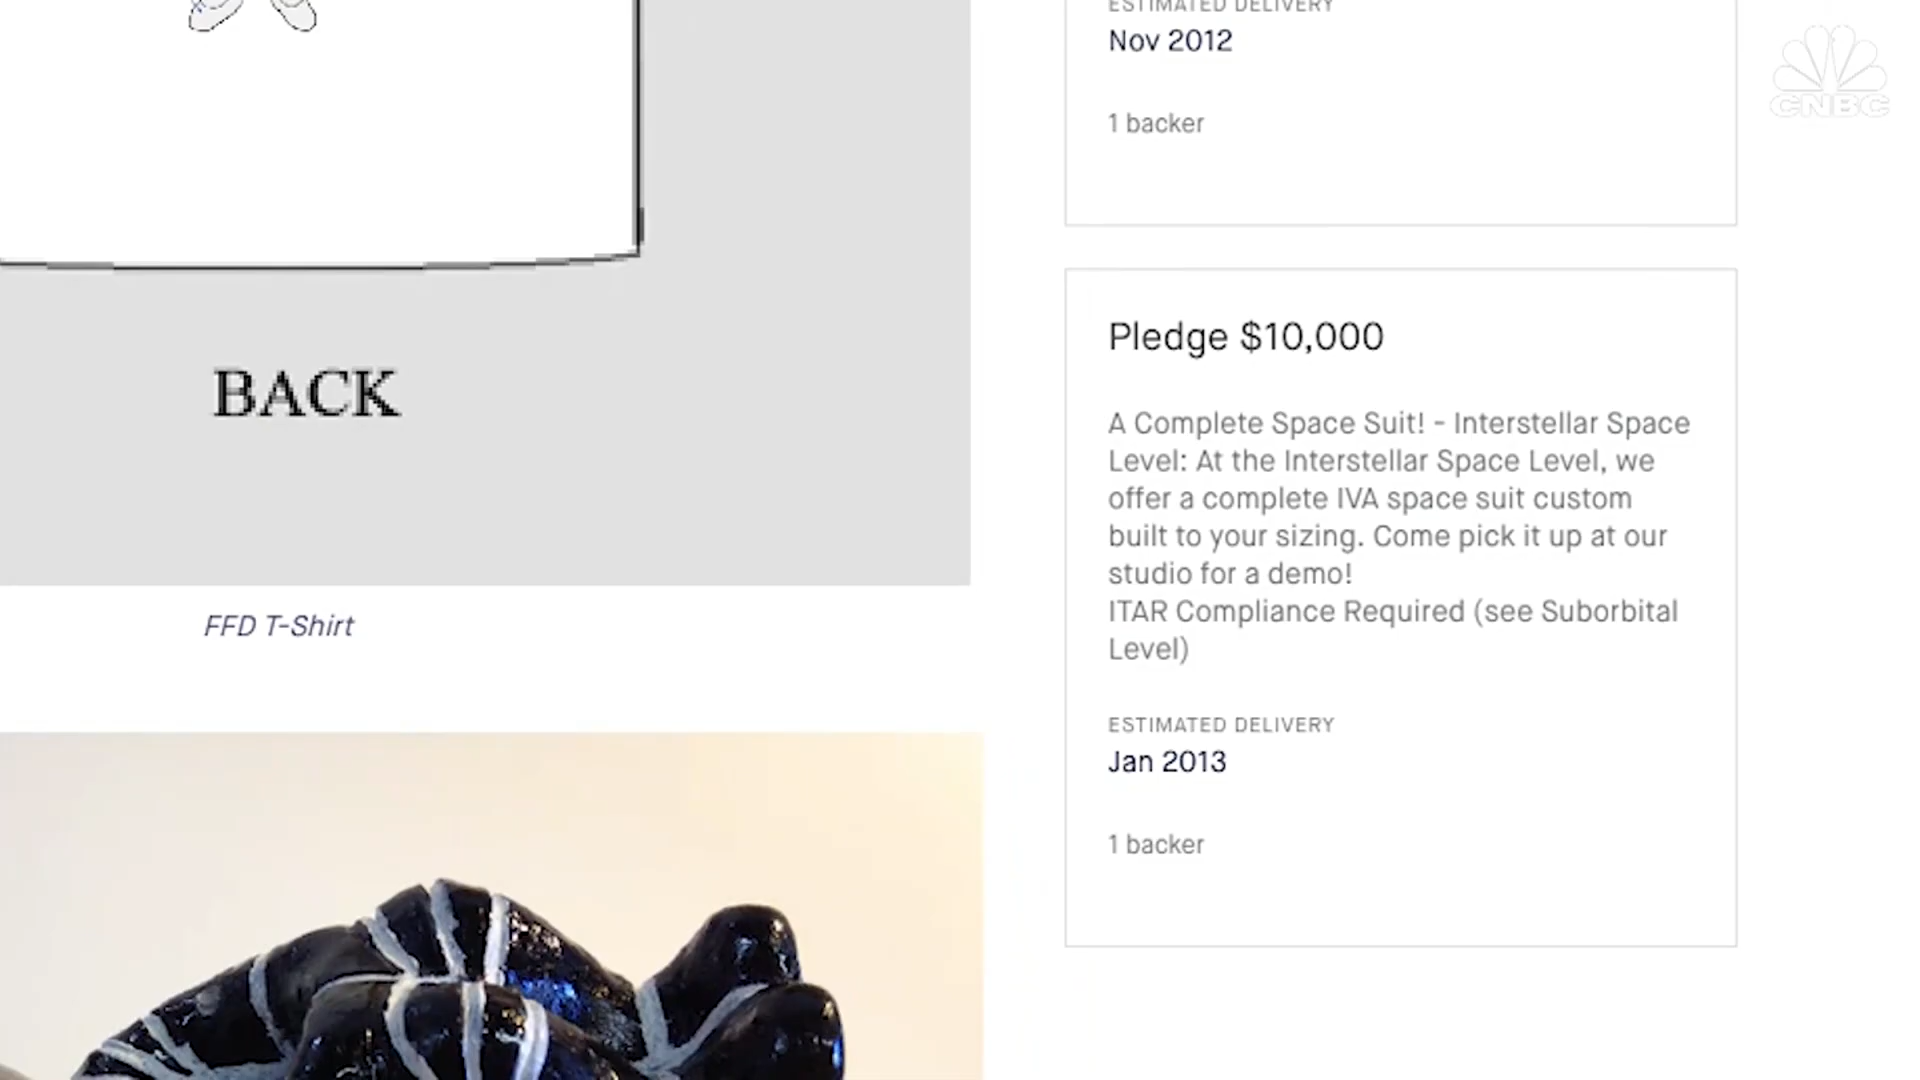 ESTIMATED DELIVERY
Nov 2012
1 backer
CNBC
BACK
FFD T-Shirt
Pledge $10,000
A Complete Space Suit! - Interstellar Space
Level: At the Interstellar Space Level, we
offer a complete IVA space suit custom
built to your sizing. Come pick it up at our
studio for a demo!
ITAR Compliance Required (see Suborbital
Level)
ESTIMATED DELIVERY
Jan 2013
1 backer